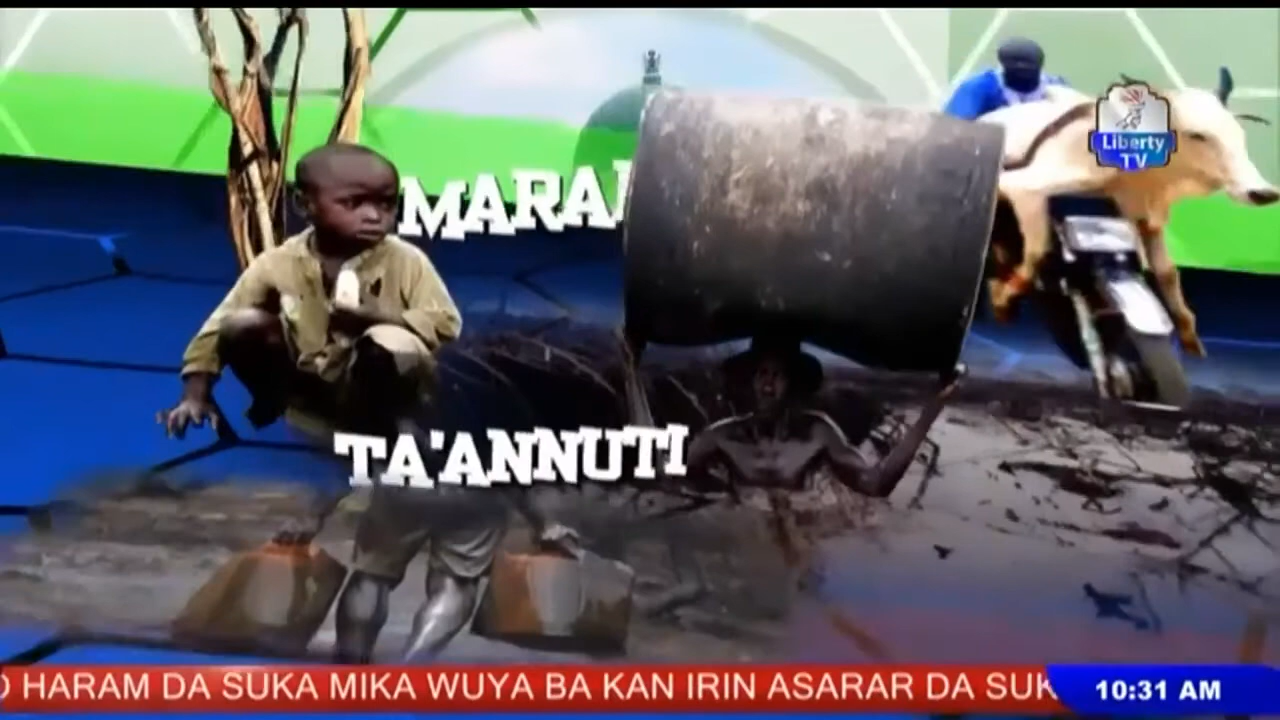 Liberty
TV
TA'ANNUTI
HARAM DA SUKA MIKA WUYA BA KAN IRIN ASARAR DA
10:31 AM